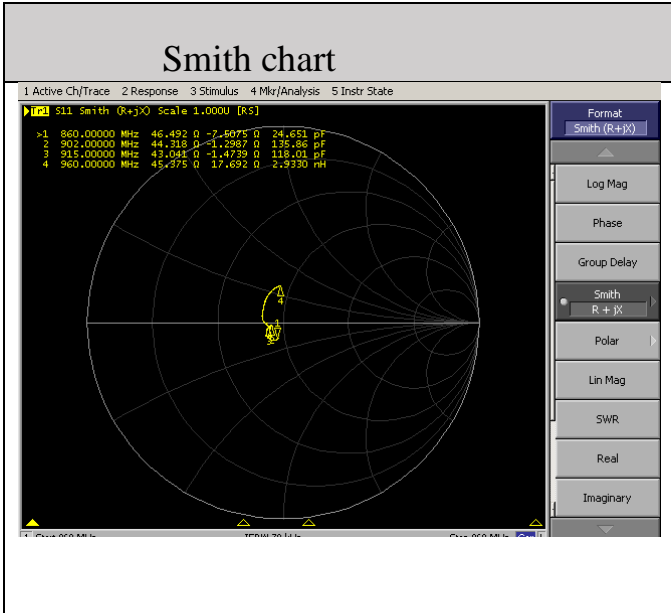 Smith chart
1 Active Ch/Trace 2 Response 3 Stimulus 4 Mkr/Analysis 5 Instr State
Tr1 S11 Smith (R+jX) Scale 1.000U [RS]
>1 860.00000 MHz 46.492 Ω -7.5075 Ω 24.651 pF
2 902.00000 MHz 44.318 Ω -1.2987 Ω 135.86 pF
3 915.00000 MHz 43.041 Ω -1.4739 Ω 118.01 pF
4 960.00000 MHz 45.375 Ω 17.692 Ω 2.9330 nH
4
1
Format
Smith (R+jX)
Log Mag
Phase
Group Delay
Smith
R + jX
Polar
Lin Mag
SWR
Real
Imaginary